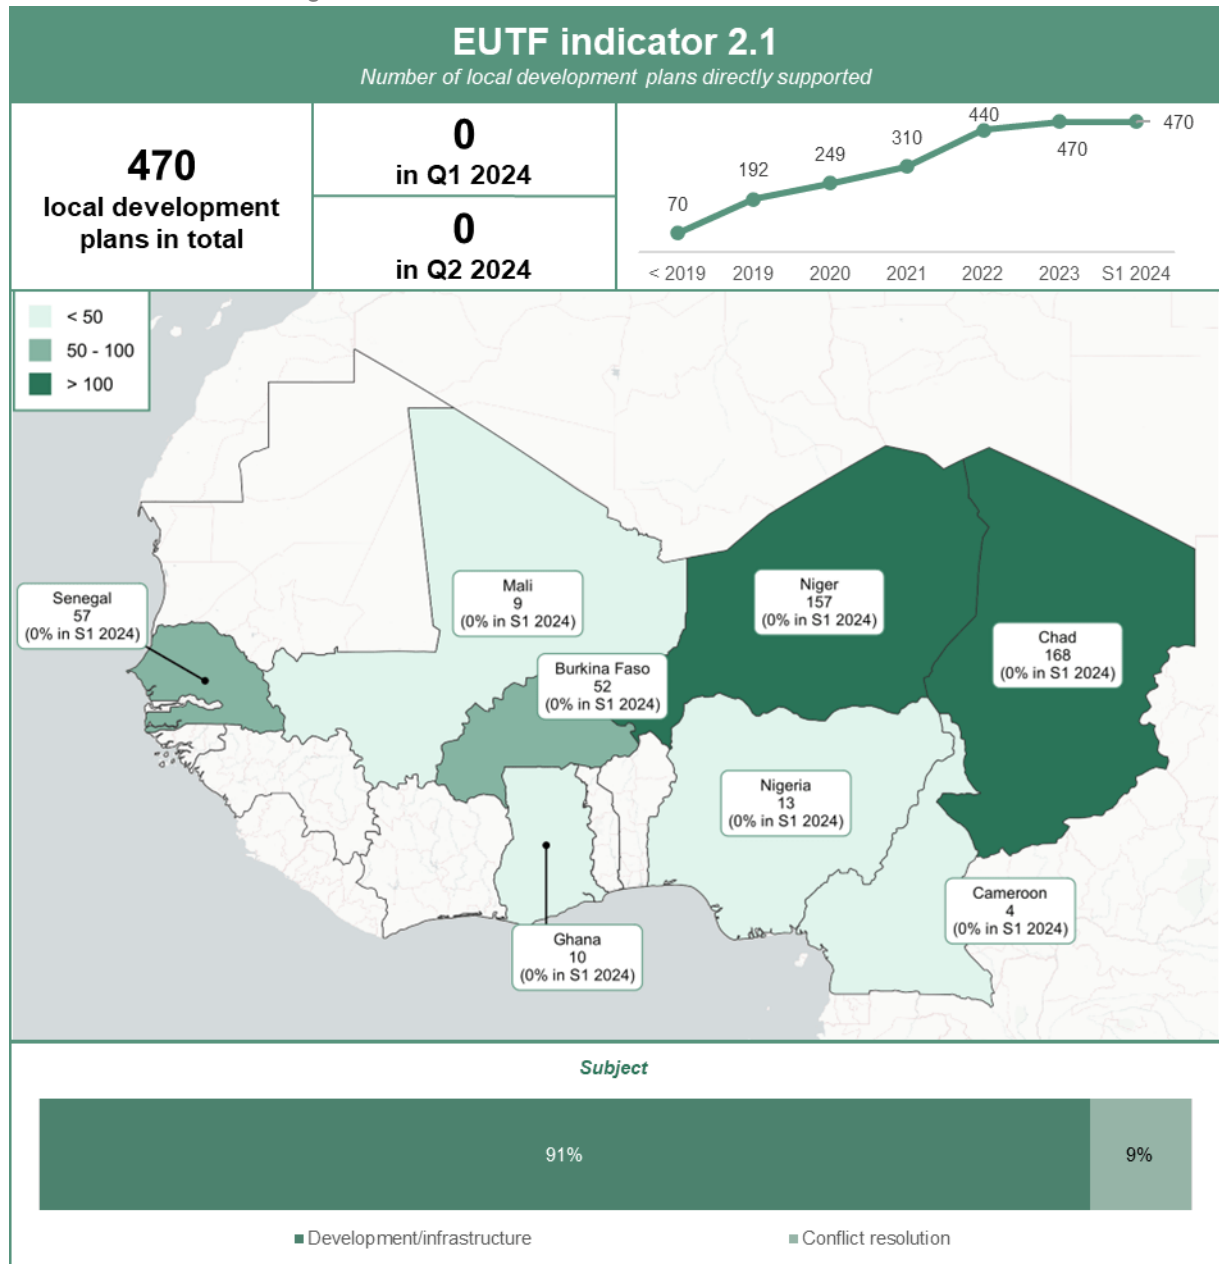 EUTF indicator 2.1
Number of local development plans directly supported
470
local development
plans in total
0
in Q1 2024
0
in Q2 2024
70
192
249
310
440
470
470
< 2019
2019
2020
2021
2022
2023
S1 2024
< 50
50 - 100
> 100
Senegal
57
(0% in S1 2024)
Mali
9
(0% in S1 2024)
Burkina Faso
52
(0% in S1 2024)
Niger
157
(0% in S1 2024)
Chad
168
(0% in S1 2024)
Nigeria
13
(0% in S1 2024)
Cameroon
4
(0% in S1 2024)
Ghana
10
(0% in S1 2024)
Subject
91%
9%
Development/infrastructure
Conflict resolution